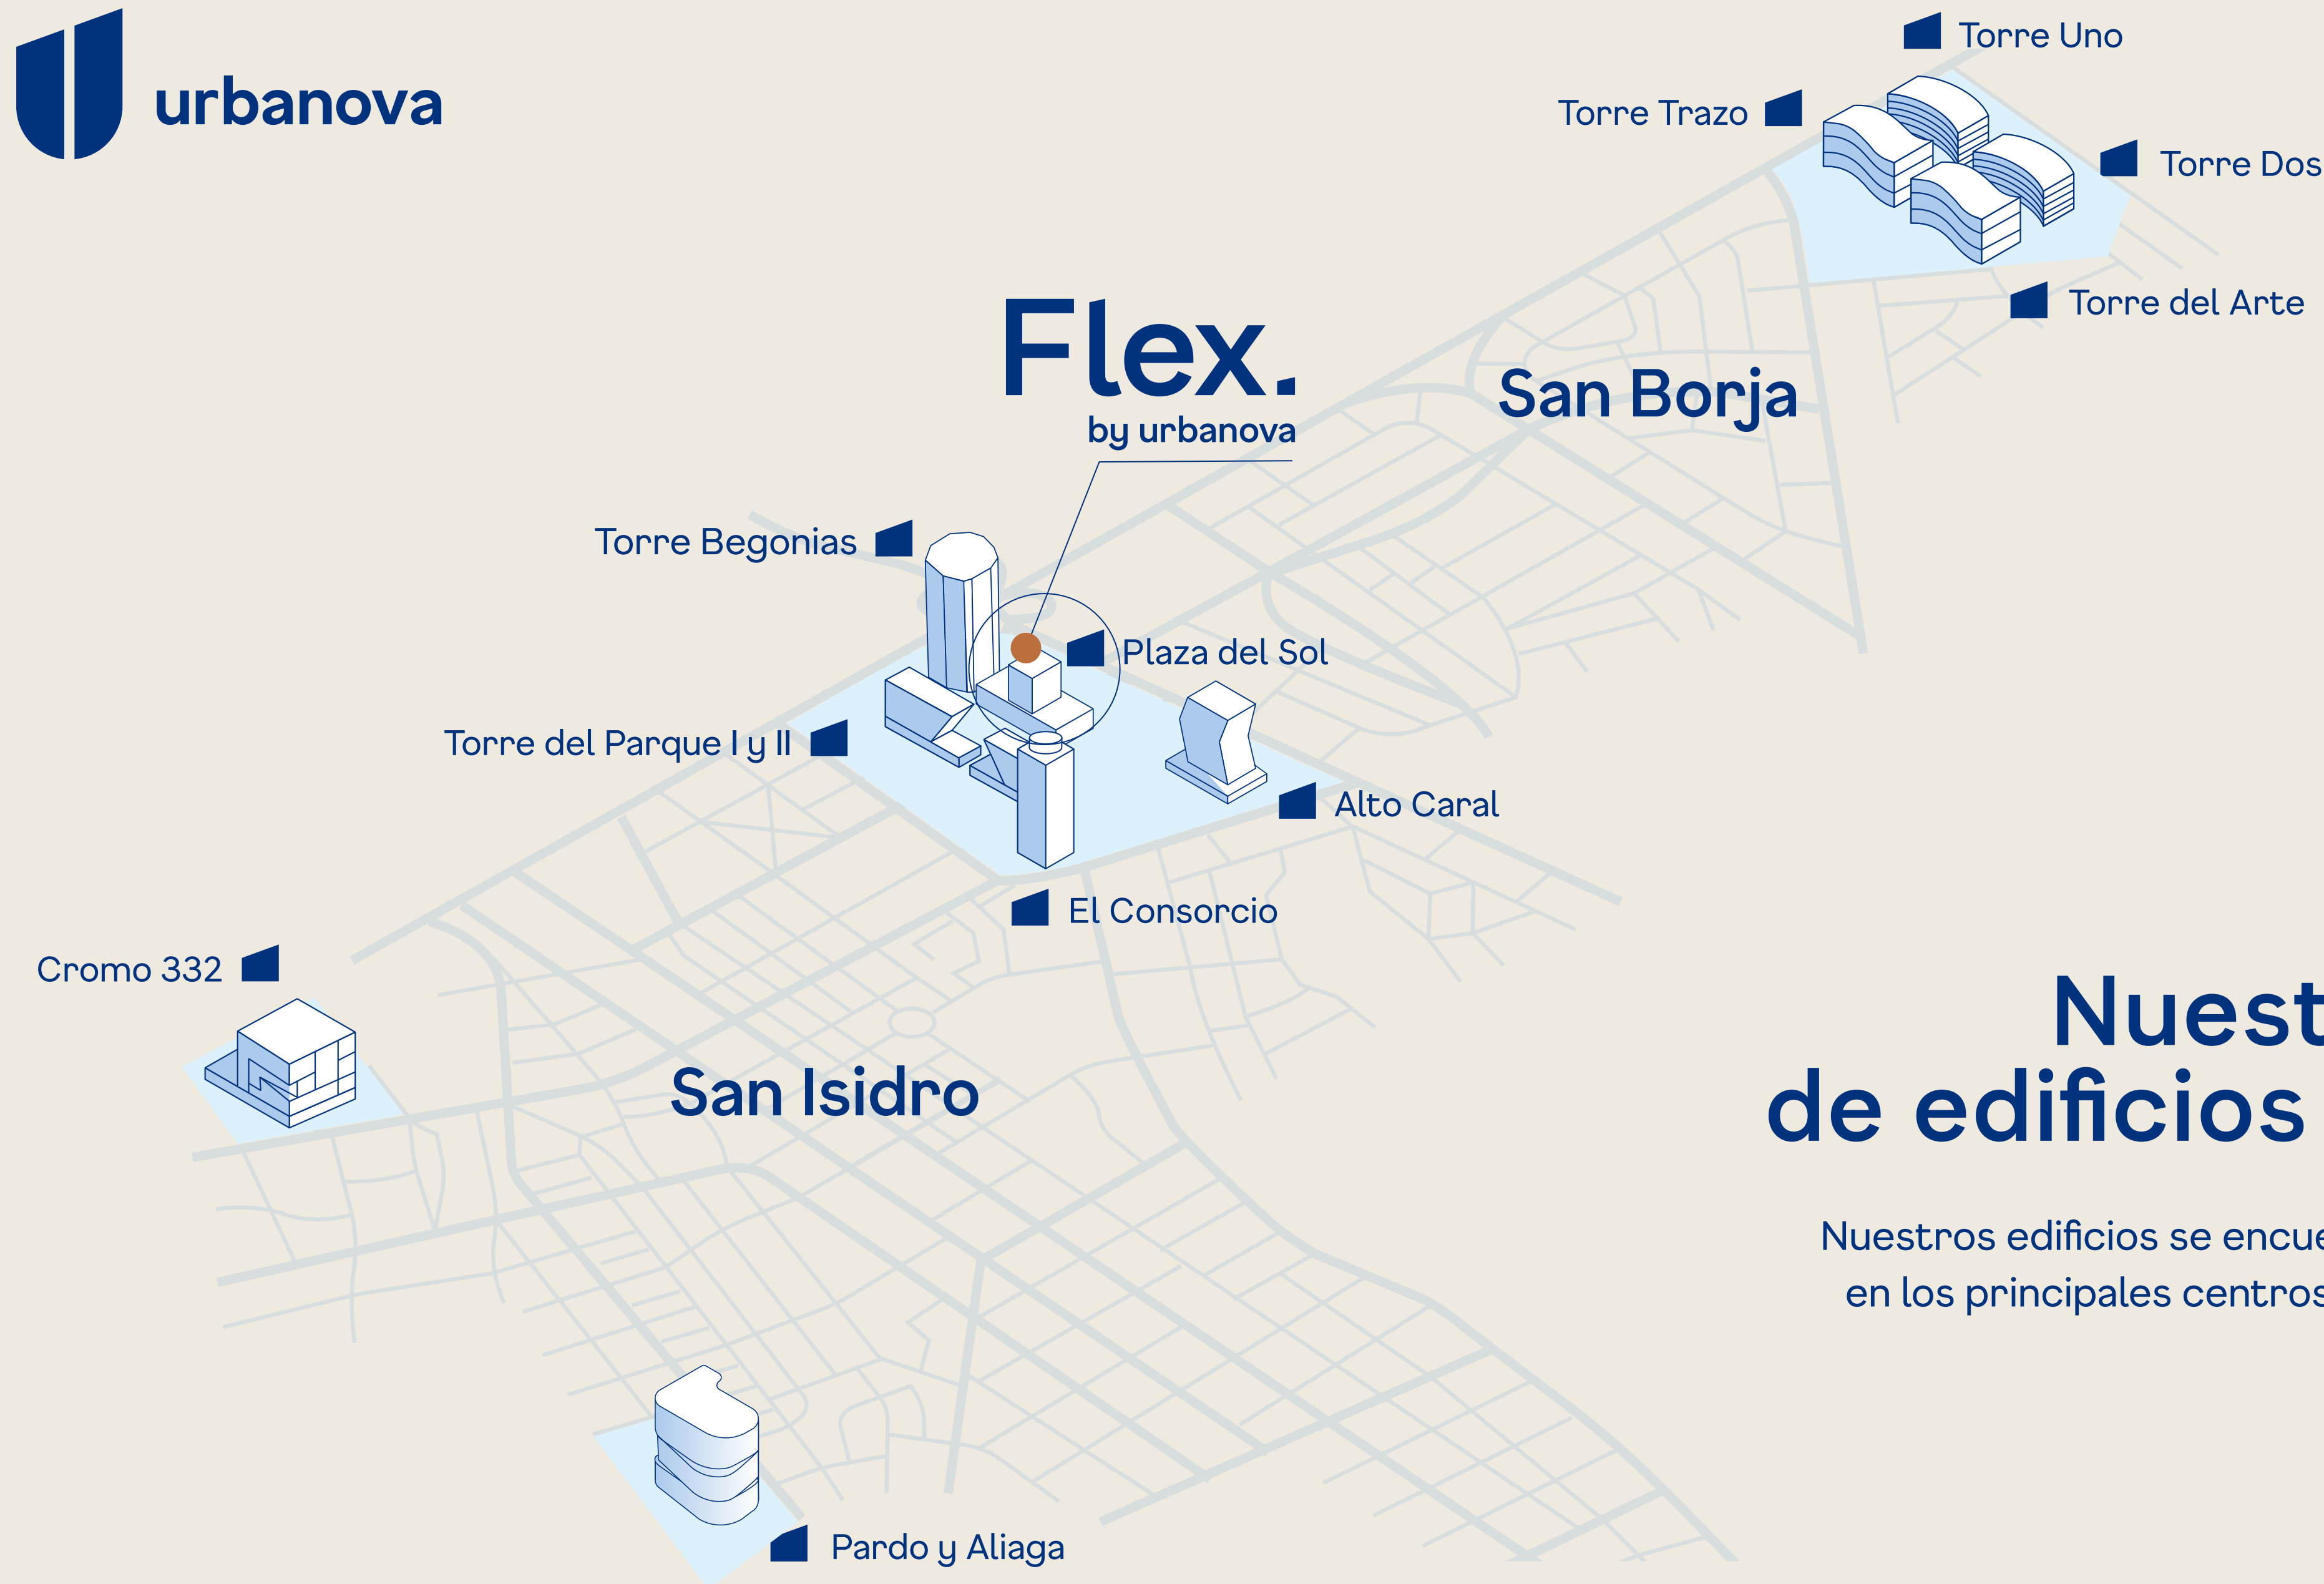 urbanova
Torre Uno
Torre Trazo
Torre Dos
Torre del Arte
Flex.
by urbanova
San Borja
Torre Begonias
Plaza del Sol
Torre del Parque I y II
Alto Caral
El Consorcio
Cromo 332
San Isidro
Nuest
de edificios
Nuestros edificios se encue
en los principales centros
Pardo y Aliaga